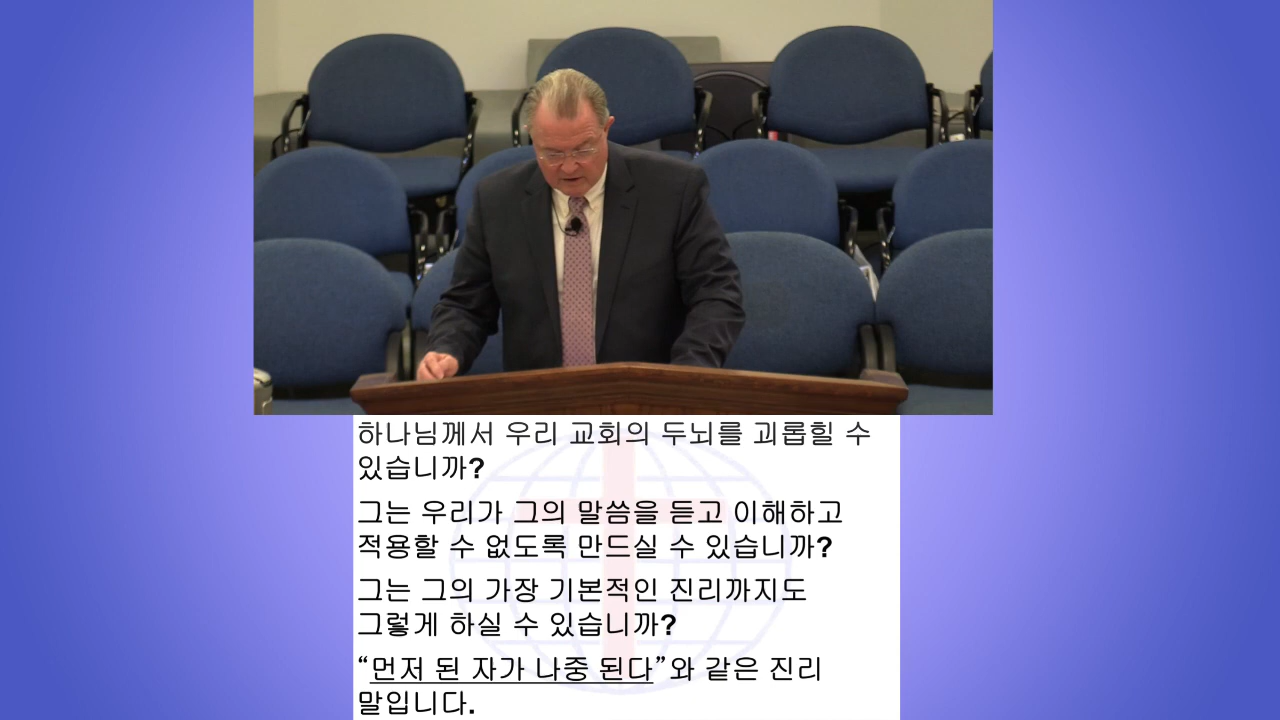 하나님께서 우리 교회의 두뇌를 괴롭힐 수
있습니까?
그는 우리가 그의 말씀을 듣고 이해하고
적용할 수 없도록 만드실 수 있습니까?
그는 그의 가장 기본적인 진리까지도
그렇게 하실 수 있습니까?
“먼저 된 자가 나중 된다”와 같은 진리
말입니다.